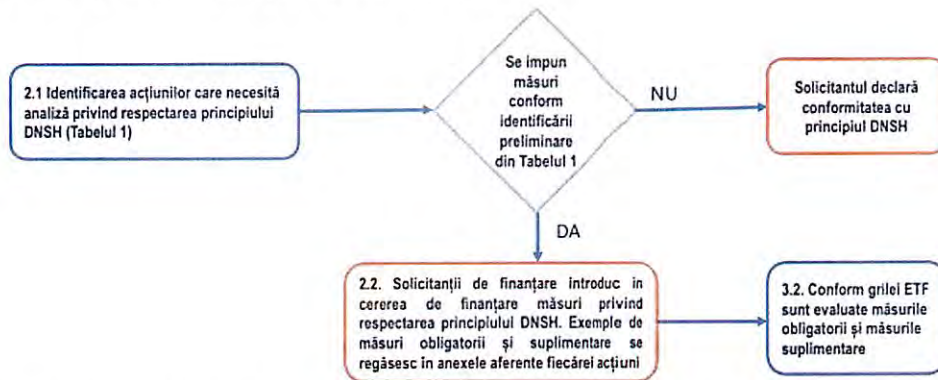 2.1 Identificarea acțiunilor care necesită
analiză privind respectarea principiului
DNSH (Tabelul 1)
Se impun
măsuri
conform
identificării
preliminare
din Tabelul 1
NU
Solicitantul declară
conformitatea cu
principiul DNSH
DA
2.2. Solicitanții de finanțare introduc in
cererea de finanțare măsuri privind
respectarea principiului DNSH. Exemple de
măsuri obligatorii și suplimentare se
regăsesc în anexele aferente fiecărei acțiuni
3.2. Conform grilei ETF
sunt evaluate măsurile
obligatorii și măsurile
suplimentare